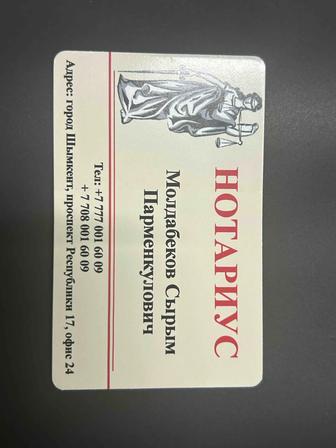 НОТАРИУС
Молдабеков Сырым
Парменкулович
Тел: +7 777 001 60 09
+ 7 708 001 60 09
Адрес: город Шымкент, проспект Республики 17, офис 24